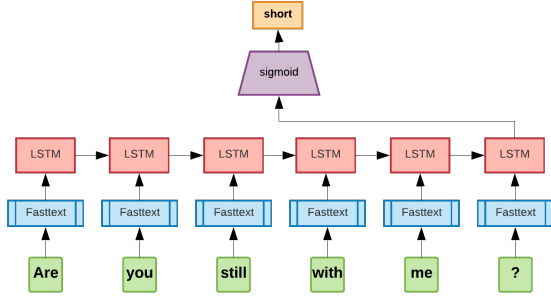 short
sigmoid
LSTM LSTM LSTM LSTM LSTM LSTM
Fasttext Fasttext Fasttext Fasttext Fasttext Fasttext
Are you still with me ?